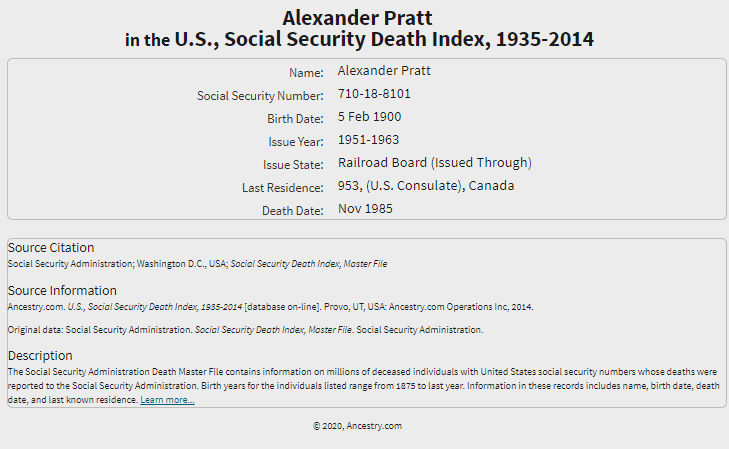 Alexander Pratt
in the U.S., Social Security Death Index, 1935-2014
Name: Alexander Pratt
Social Security Number: 710-18-8101
Birth Date: 5 Feb 1900
Issue Year: 1951-1963
Issue State: Railroad Board (Issued Through)
Last Residence: 953, (U.S. Consulate), Canada
Death Date: Nov 1985
Source Citation
Social Security Administration; Washington D.C., USA; Social Security Death Index, Master File
Source Information
Ancestry.com. U.S., Social Security Death Index, 1935-2014 [database on-line]. Provo, UT, USA: Ancestry.com Operations Inc, 2014.
Original data: Social Security Administration. Social Security Death Index, Master File. Social Security Administration.
Description
The Social Security Administration Death Master File contains information on millions of deceased individuals with United States social security numbers whose deaths were
reported to the Social Security Administration. Birth years for the individuals listed range from 1875 to last year. Information in these records includes name, birth date, death
date, and last known residence. Learn more...
© 2020, Ancestry.com